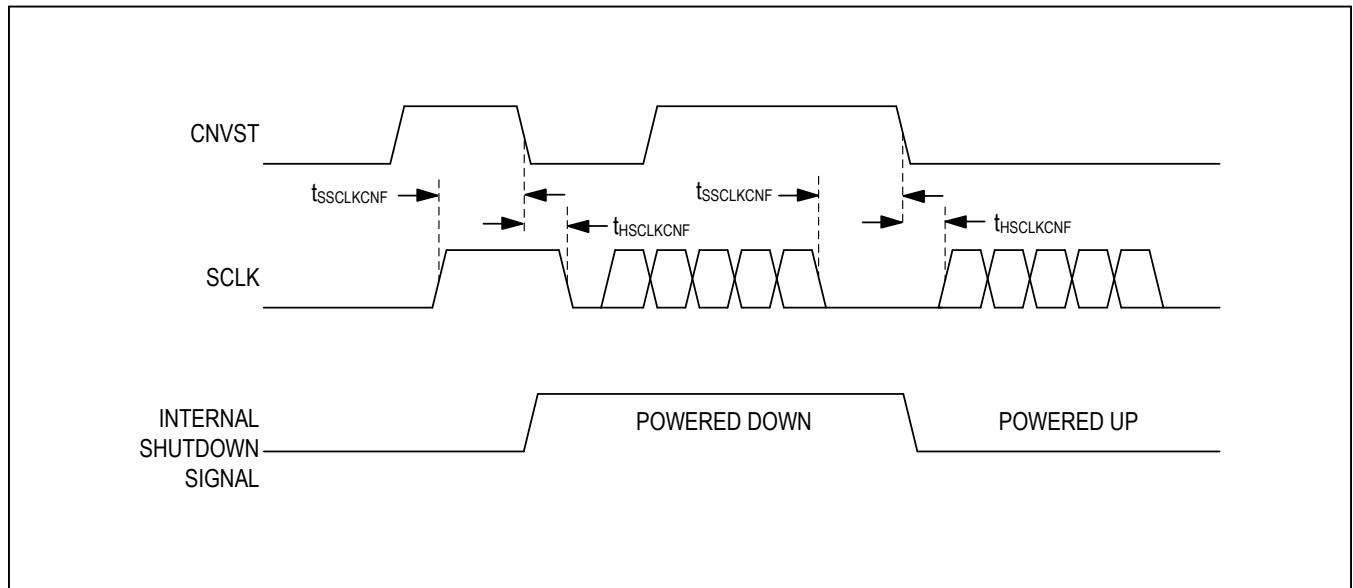 CNVST
tSSCLKCNF
tSSCLKCNF
tHSCLKCNF
tHSCLKCNF
SCLK
INTERNAL
SHUTDOWN
SIGNAL
POWERED DOWN
POWERED UP